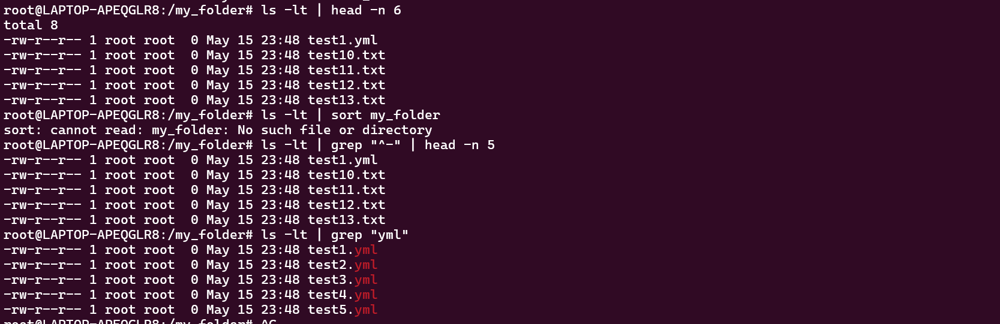 root@LAPTOP-APEQGLR8:/my_folder# ls -lt | head -n 6
total 8
-rw-r--r-- 1 root root  0 May 15 23:48 test1.yml
-rw-r--r-- 1 root root  0 May 15 23:48 test10.txt
-rw-r--r-- 1 root root  0 May 15 23:48 test11.txt
-rw-r--r-- 1 root root  0 May 15 23:48 test12.txt
-rw-r--r-- 1 root root  0 May 15 23:48 test13.txt
root@LAPTOP-APEQGLR8:/my_folder# ls -lt | sort my_folder
sort: cannot read: my_folder: No such file or directory
root@LAPTOP-APEQGLR8:/my_folder# ls -lt | grep "^-" | head -n 5
-rw-r--r-- 1 root root  0 May 15 23:48 test1.yml
-rw-r--r-- 1 root root  0 May 15 23:48 test10.txt
-rw-r--r-- 1 root root  0 May 15 23:48 test11.txt
-rw-r--r-- 1 root root  0 May 15 23:48 test12.txt
-rw-r--r-- 1 root root  0 May 15 23:48 test13.txt
root@LAPTOP-APEQGLR8:/my_folder# ls -lt | grep "yml"
-rw-r--r-- 1 root root  0 May 15 23:48 test1.yml
-rw-r--r-- 1 root root  0 May 15 23:48 test2.yml
-rw-r--r-- 1 root root  0 May 15 23:48 test3.yml
-rw-r--r-- 1 root root  0 May 15 23:48 test4.yml
-rw-r--r-- 1 root root  0 May 15 23:48 test5.yml
root@LAPTOP-APEQGLR8:/my_folder# ^C